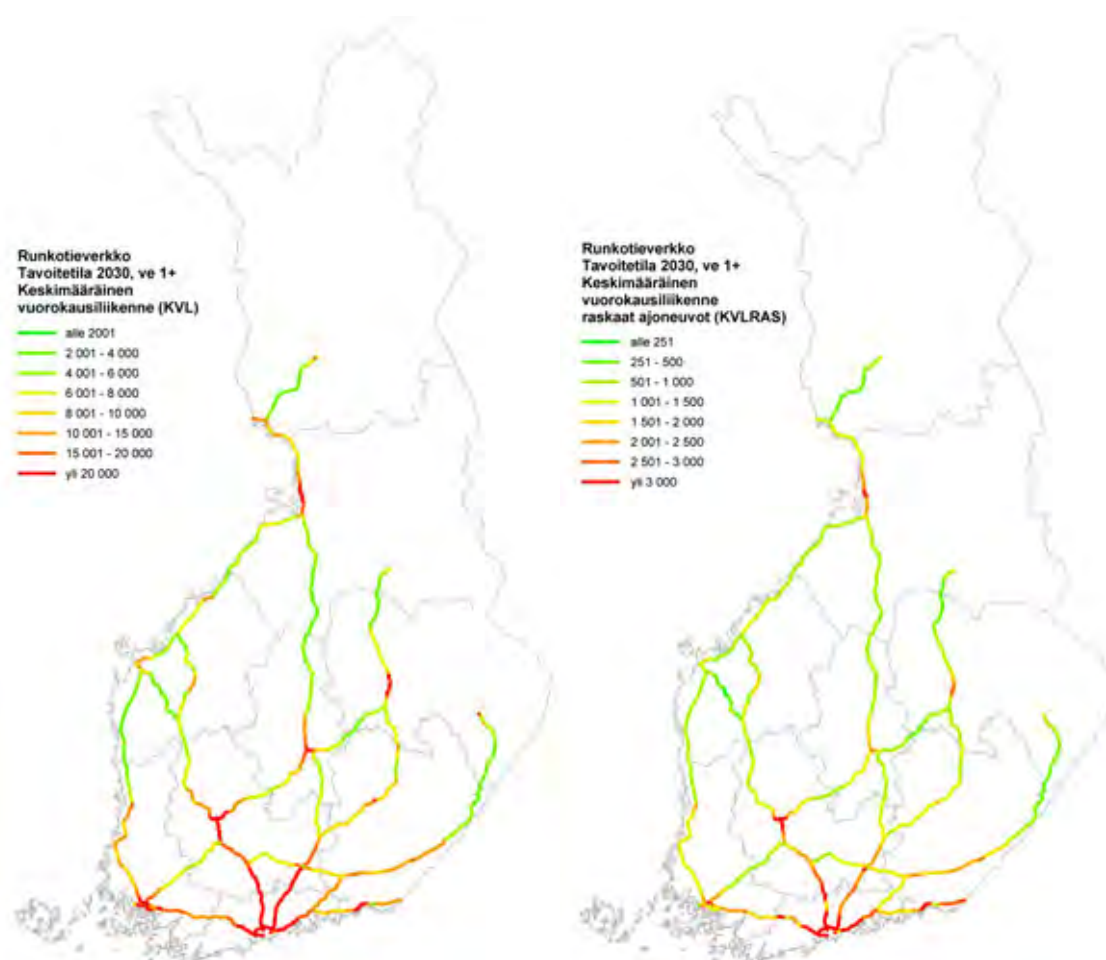 Runkotieverkko
Tavoitetila 2030, ve 1+
Keskimääräinen
vuorokausiliikenne (KVL)
alle 2001
2 001 - 4 000
4 001 - 6 000
6 001 - 8 000
8 001 - 10 000
10 001 - 15 000
15 001 - 20 000
yli 20 000
Runkotieverkko
Tavoitetila 2030, ve 1+
Keskimääräinen
vuorokausiliikenne
raskaat ajoneuvot (KVLRAS)
alle 251
251 - 500
501 - 1 000
1 001 - 1 500
1 501 - 2 000
2 001 - 2 500
2 501 - 3 000
yli 3 000